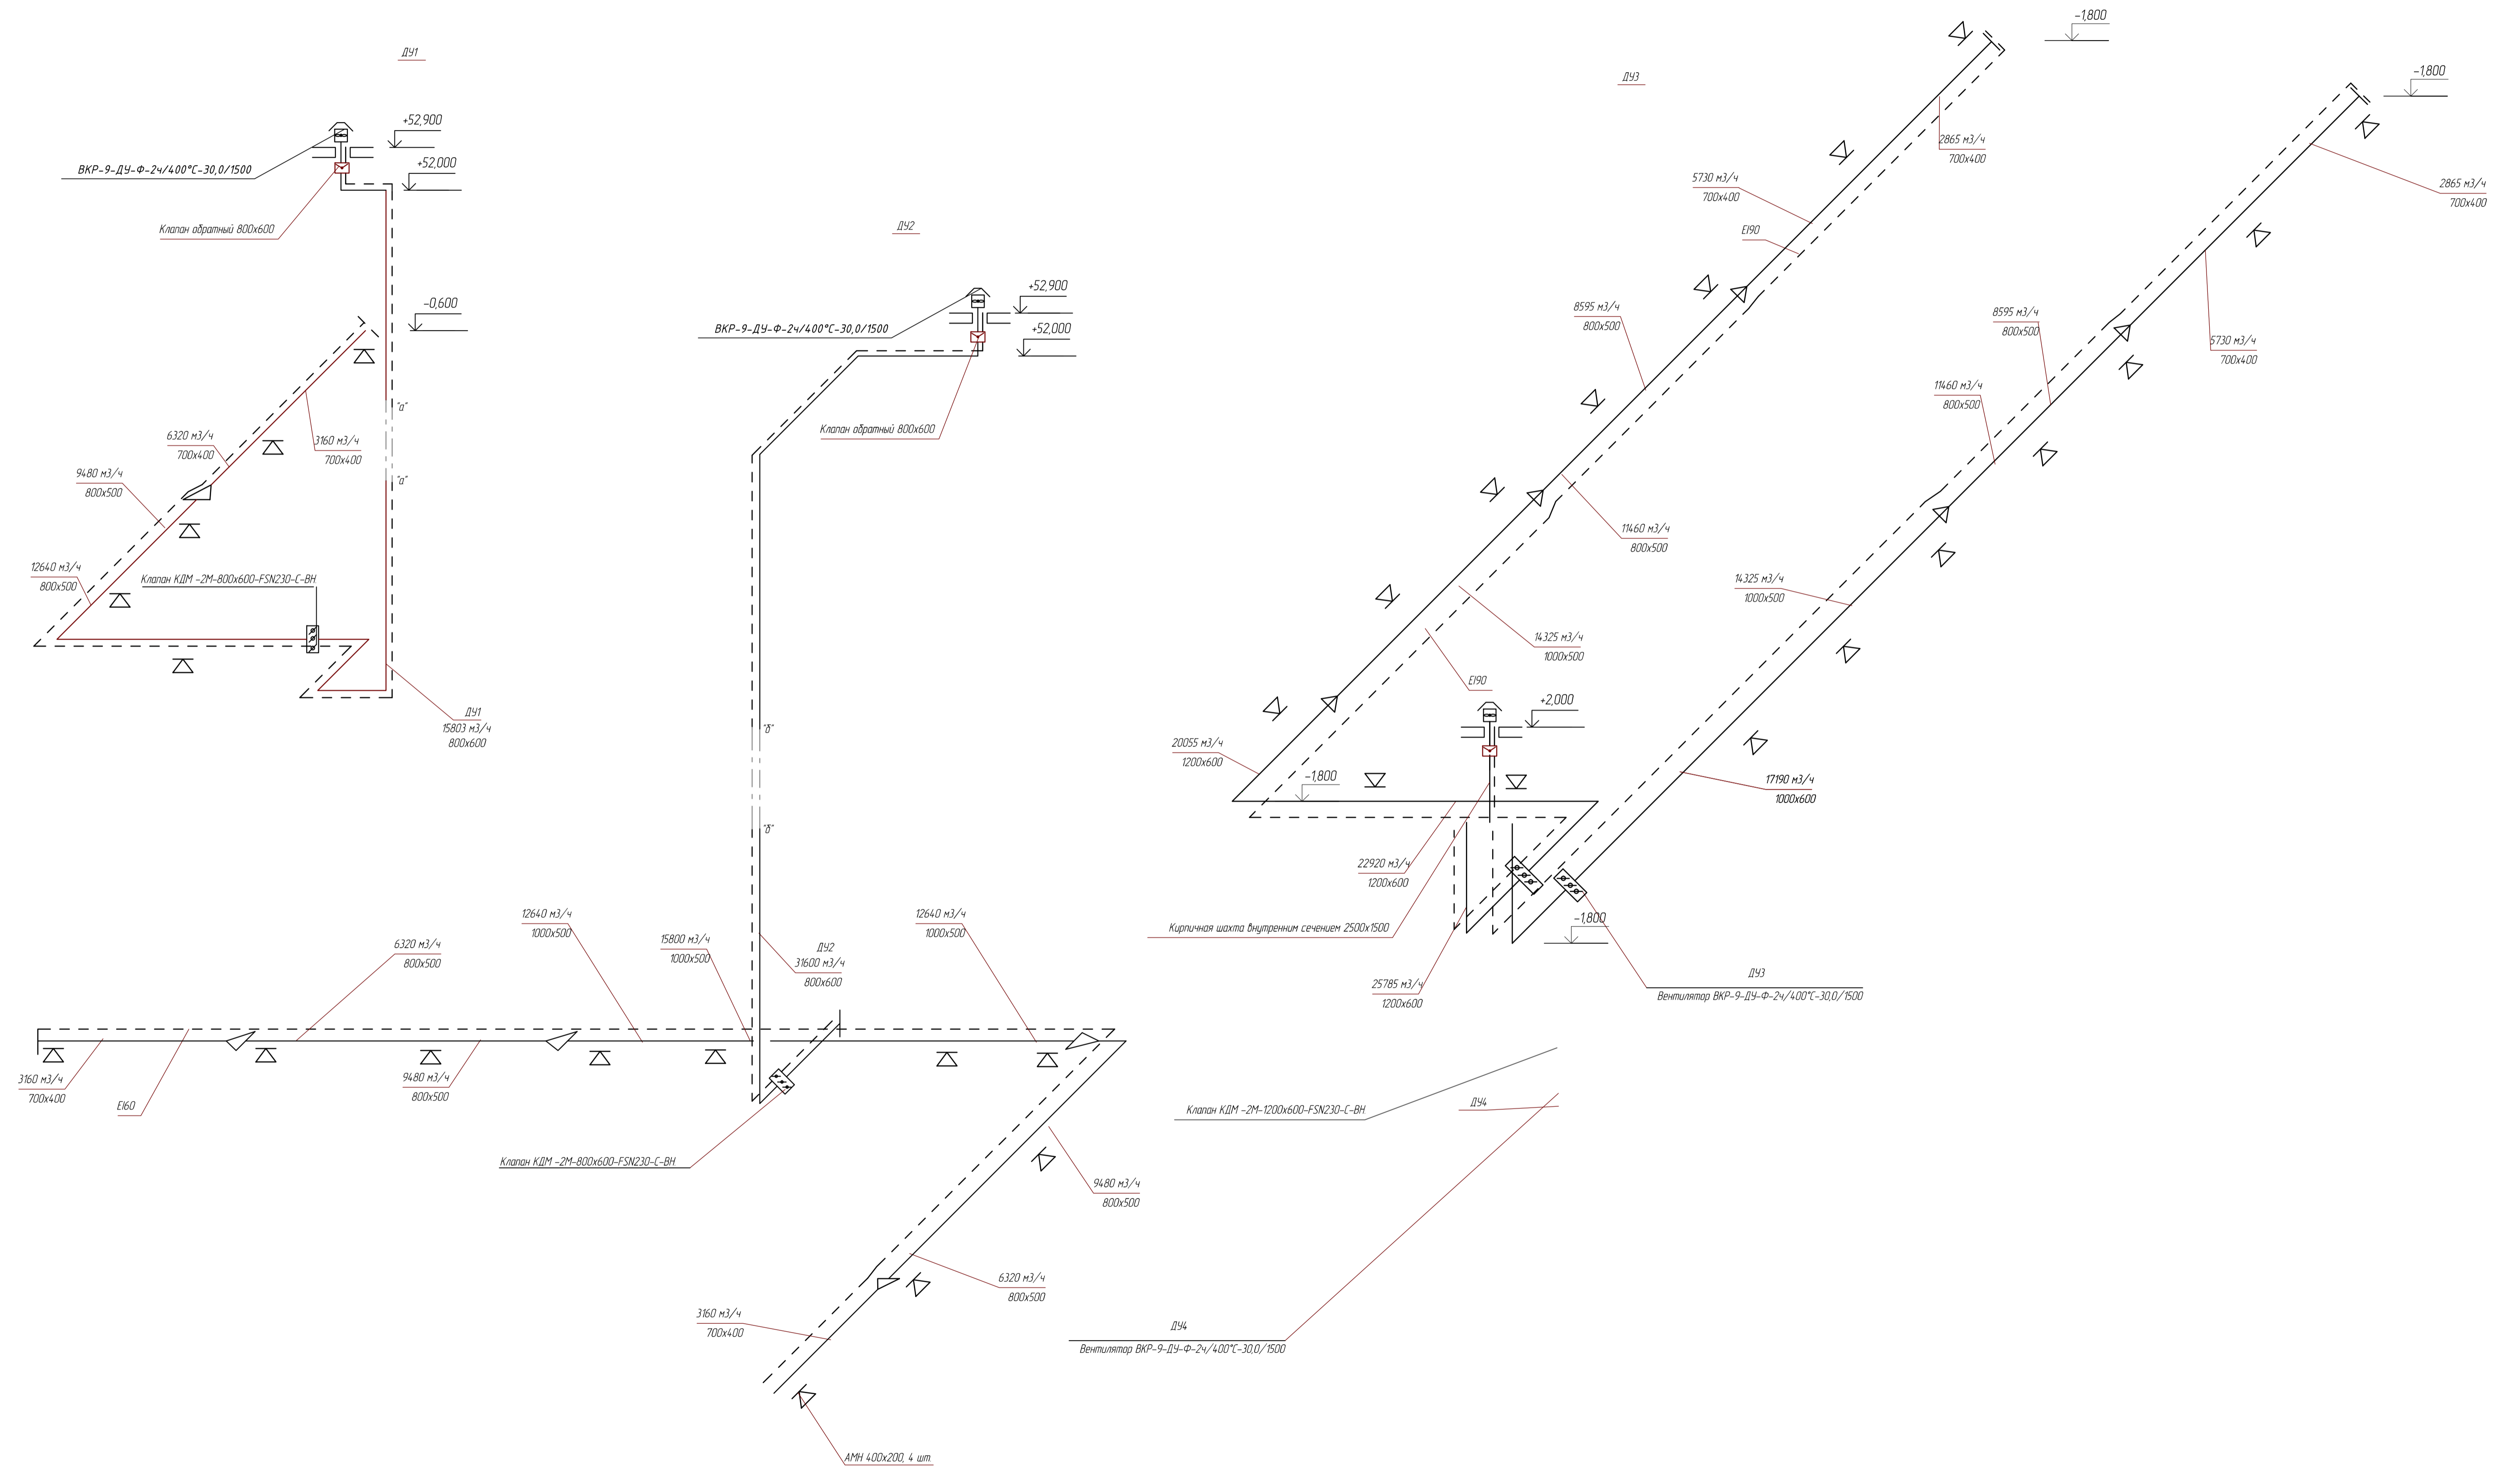 ДУ1
+52,900
+52,000
ВКР-9-ДУ-Ф-2ч/400°С-30,0/1500
Клапан обратный 800х600
-0,600
"а"
6320 м3/ч
700х400
3160 м3/ч
700х400
9480 м3/ч
800х500
"а"
12640 м3/ч
800х500
Клапан КДМ -2М-800х600-FSN230-С-ВН
ДУ1
15803 м3/ч
800х600
ДУ2
+52,900
ВКР-9-ДУ-Ф-2ч/400°С-30,0/1500
+52,000
Клапан обратный 800х600
"б"
"б"
12640 м3/ч
1000х500
12640 м3/ч
1000х500
6320 м3/ч
800х500
15800 м3/ч
1000х500
ДУ2
31600 м3/ч
800х600
3160 м3/ч
700х400
EI60
9480 м3/ч
800х500
Клапан КДМ -2М-800х600-FSN230-С-ВН
9480 м3/ч
800х500
6320 м3/ч
800х500
3160 м3/ч
700х400
АМН 400х200, 4 шт.
ДУ3
-1,800
-1,800
2865 м3/ч
700х400
5730 м3/ч
700х400
2865 м3/ч
700х400
EI90
8595 м3/ч
800х500
8595 м3/ч
800х500
5730 м3/ч
700х400
11460 м3/ч
800х500
11460 м3/ч
800х500
14325 м3/ч
1000х500
14325 м3/ч
1000х500
EI90
+2,000
20055 м3/ч
1200х600
-1,800
17190 м3/ч
1000х600
22920 м3/ч
1200х600
Кирпичная шахта внутренним сечением 2500х1500
-1,800
25785 м3/ч
1200х600
ДУ3
Вентилятор ВКР-9-ДУ-Ф-2ч/400°С-30,0/1500
Клапан КДМ -2М-1200х600-FSN230-С-ВН
ДУ4
ДУ4
Вентилятор ВКР-9-ДУ-Ф-2ч/400°С-30,0/1500